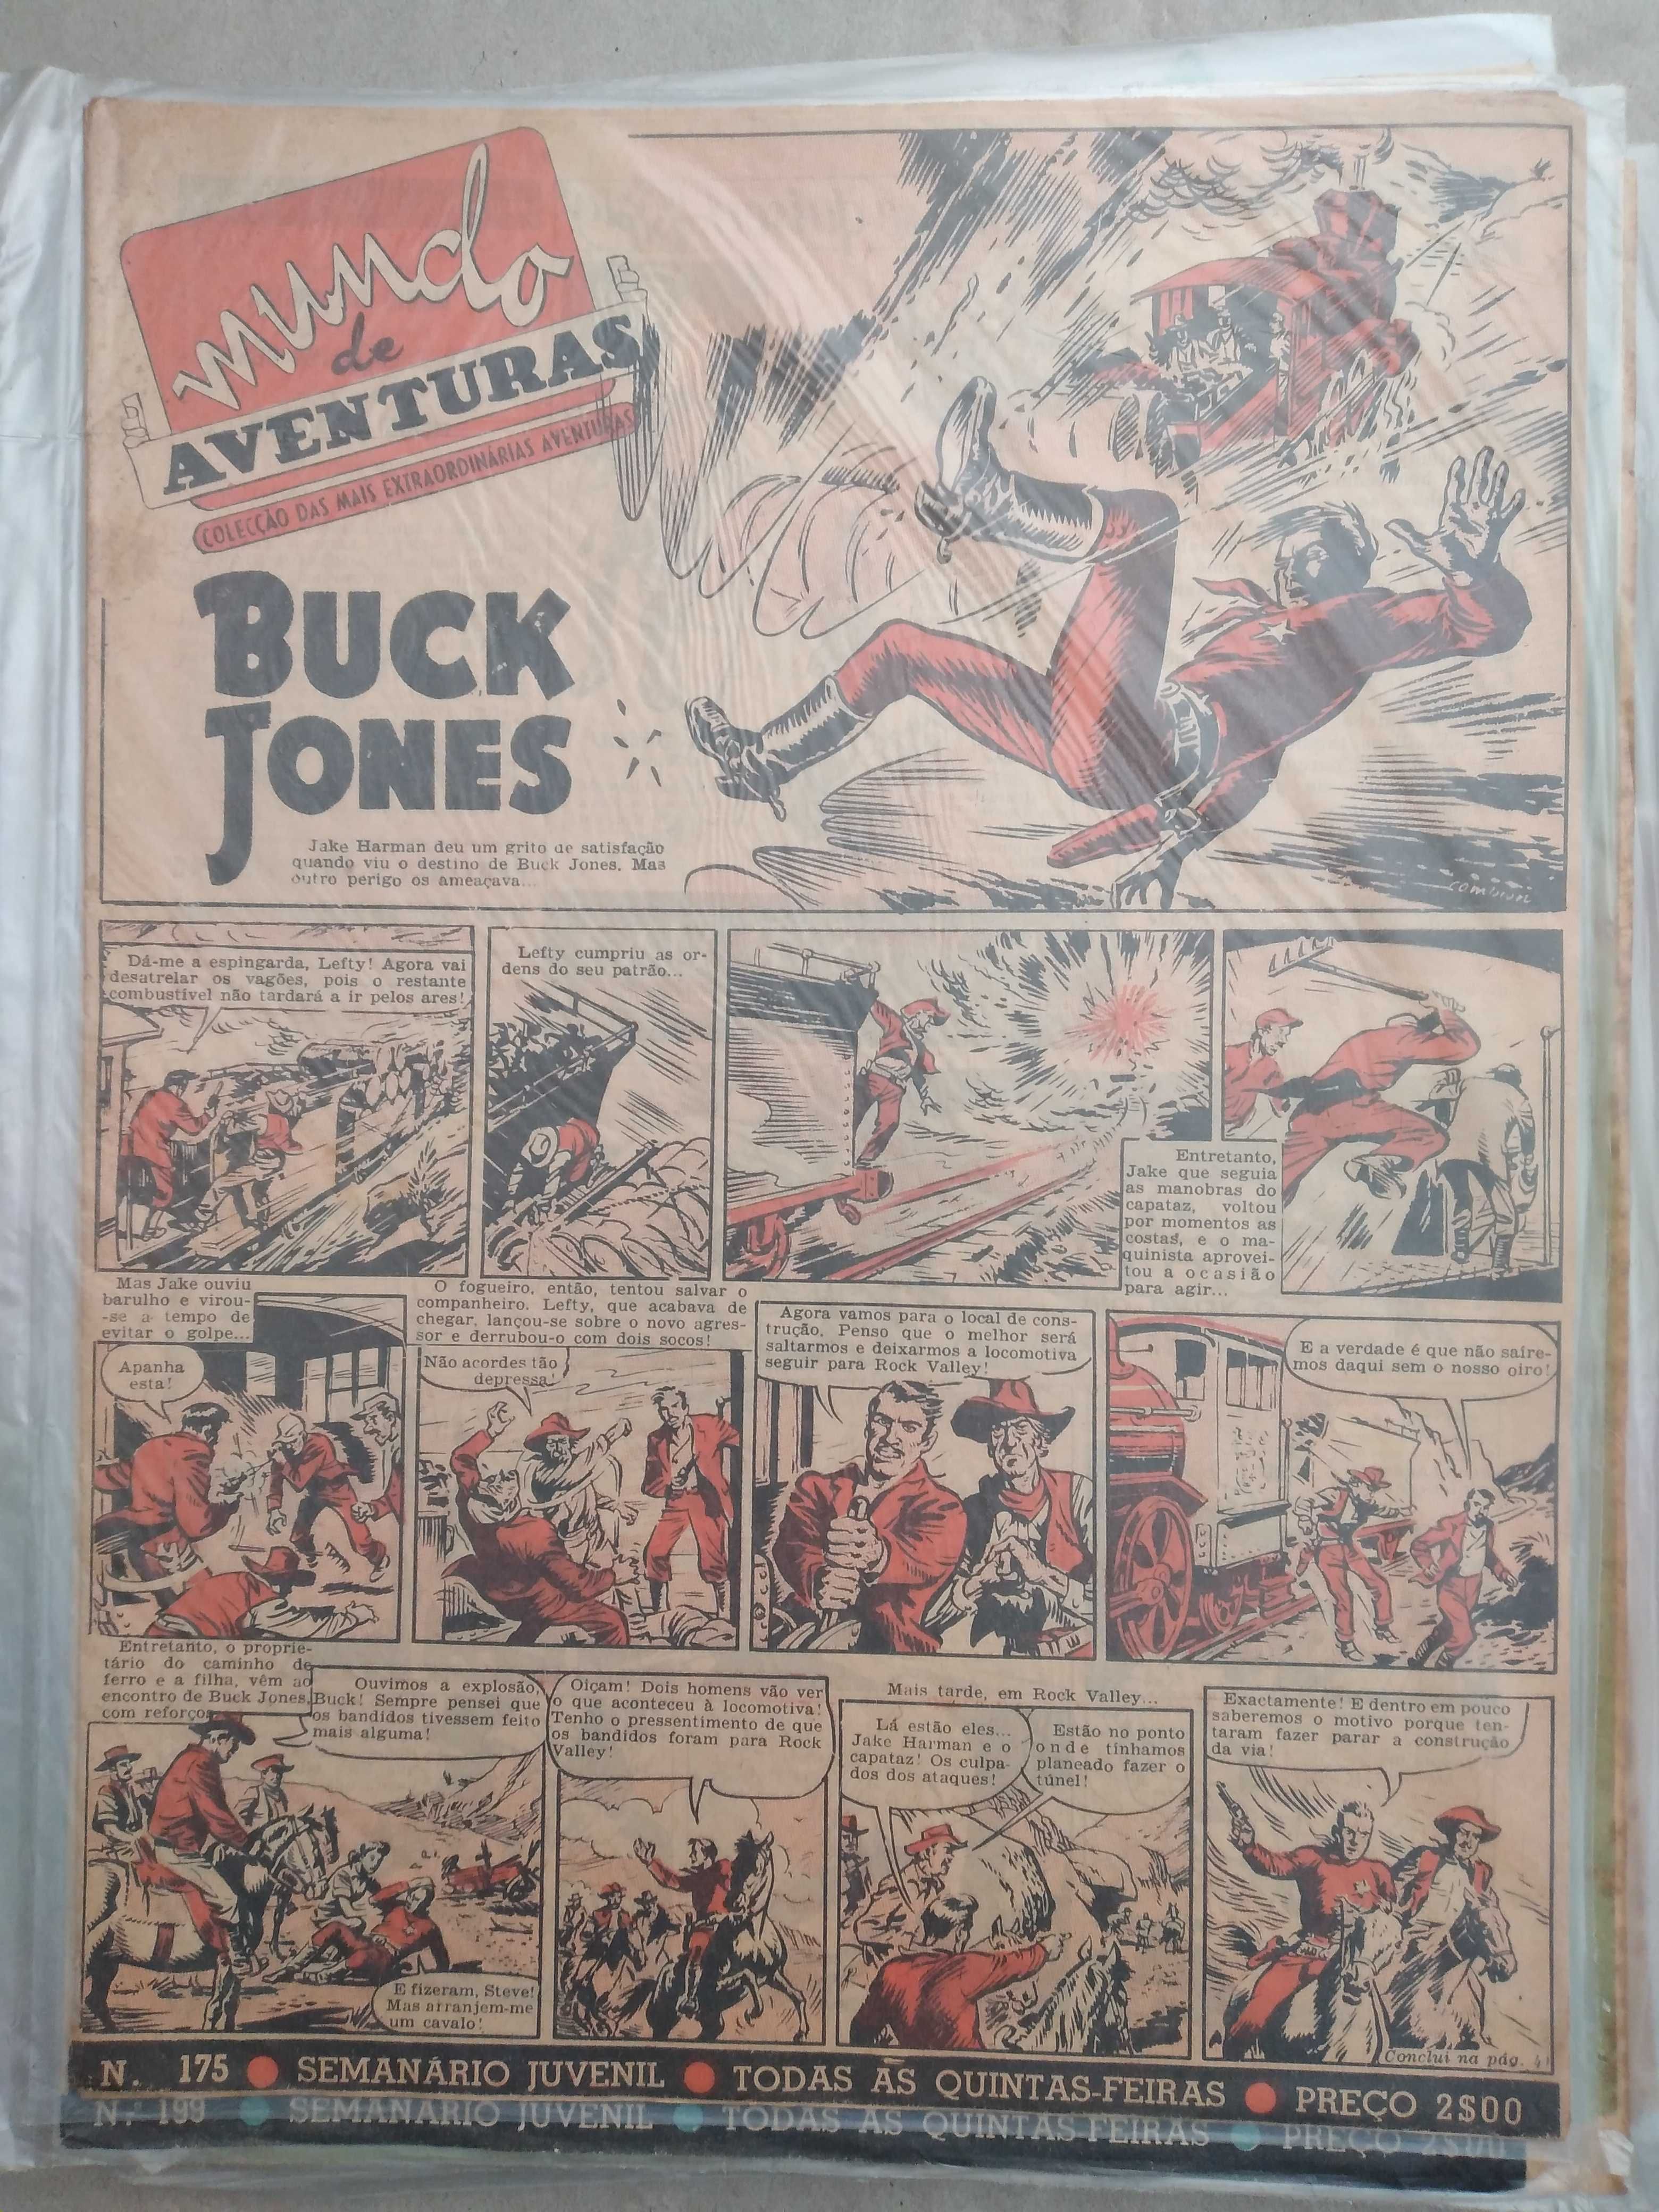 mundo
de
AVENTURAS
COLECÇÃO DAS MAIS EXTRAORDINÁRIAS AVENTURAS
BUCK
JONES
Jake Harman deu um grito de satisfação
quando viu o destino de Buck Jones. Mas
outro perigo os ameaçava...
Dá-me a espingarda, Lefty! Agora vai
desatrelar os vagões, pois o restante
combustível não tardará a ir pelos ares!
Lefty cumpriu as or-
dens do seu patrão...
Entretanto,
Jake que seguia
as manobras do
capataz, voltou
por momentos as
costas, e o ma-
quinista aprovei-
tou a ocasião
para agir...
Mas Jake ouviu
barulho e virou-
-se a tempo de
evitar o golpe...
Apanha
esta!
O fogueiro, então, tentou salvar o
companheiro. Lefty, que acabava de
chegar, lançou-se sobre o novo agres-
sor e derrubou-o com dois socos!
Não acordes tão
depressa!
Agora vamos para o local de cons-
trução. Penso que o melhor será
saltarmos e deixarmos a locomotiva
seguir para Rock Valley!
E a verdade é que não saire-
mos daqui sem o nosso oiro!
Entretanto, o proprie-
tário do caminho de
ferro e a filha, vêm ao
encontro de Buck Jones,
com reforços
Ouvimos a explosão,
Buck! Sempre pensei que
os bandidos tivessem feito
mais alguma!
E fizeram, Steve!
Mas arranjem-me
um cavalo!
Oiçam! Dois homens vão ver
o que aconteceu à locomotiva!
Tenho o pressentimento de que
os bandidos foram para Rock
Valley!
Mais tarde, em Rock Valley...
Lá estão eles...
Jake Harman e o
capataz! Os culpa-
dos dos ataques!
Estão no ponto
onde tínhamos
planeado fazer o
túnel!
Exactamente! E dentro em pouco
saberemos o motivo porque ten-
taram fazer parar a construção
da via!
Conclui na pág. 4
N. 175 ● SEMANÁRIO JUVENIL ● TODAS ÀS QUINTAS-FEIRAS ● PREÇO 2$00
N.: 199 ● SEMANÁRIO JUVENIL ● TODAS AS QUINTAS-FEIRAS ● PREÇO 2$00